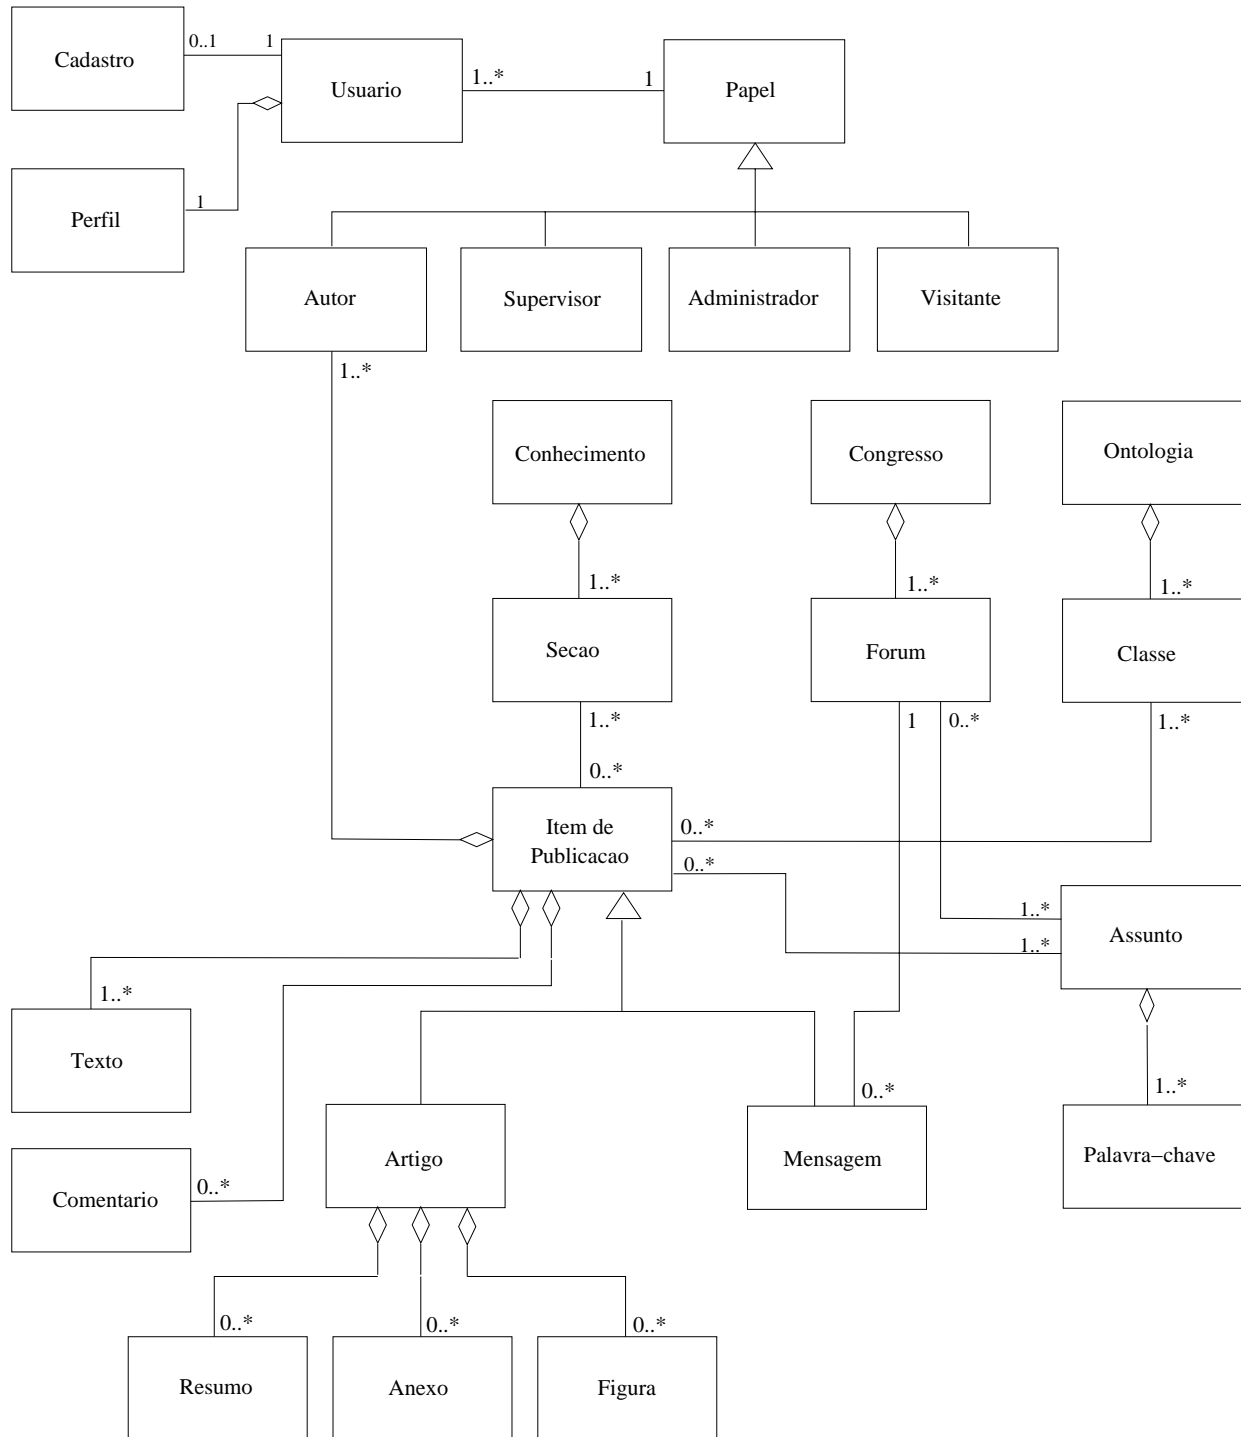 Cadastro
0..1
1
Usuario
1..*
1
Papel
Perfil
1
Autor
Supervisor
Administrador
Visitante
1..*
Conhecimento
Congresso
Ontologia
1..*
1..*
1..*
Secao
Forum
Classe
1..*
1
0..*
1..*
0..*
Item de
Publicacao
0..*
0..*
1..*
1..*
Assunto
1..*
Texto
0..*
1..*
Artigo
Mensagem
Palavra−chave
Comentario
0..*
0..*
0..*
0..*
Resumo
Anexo
Figura